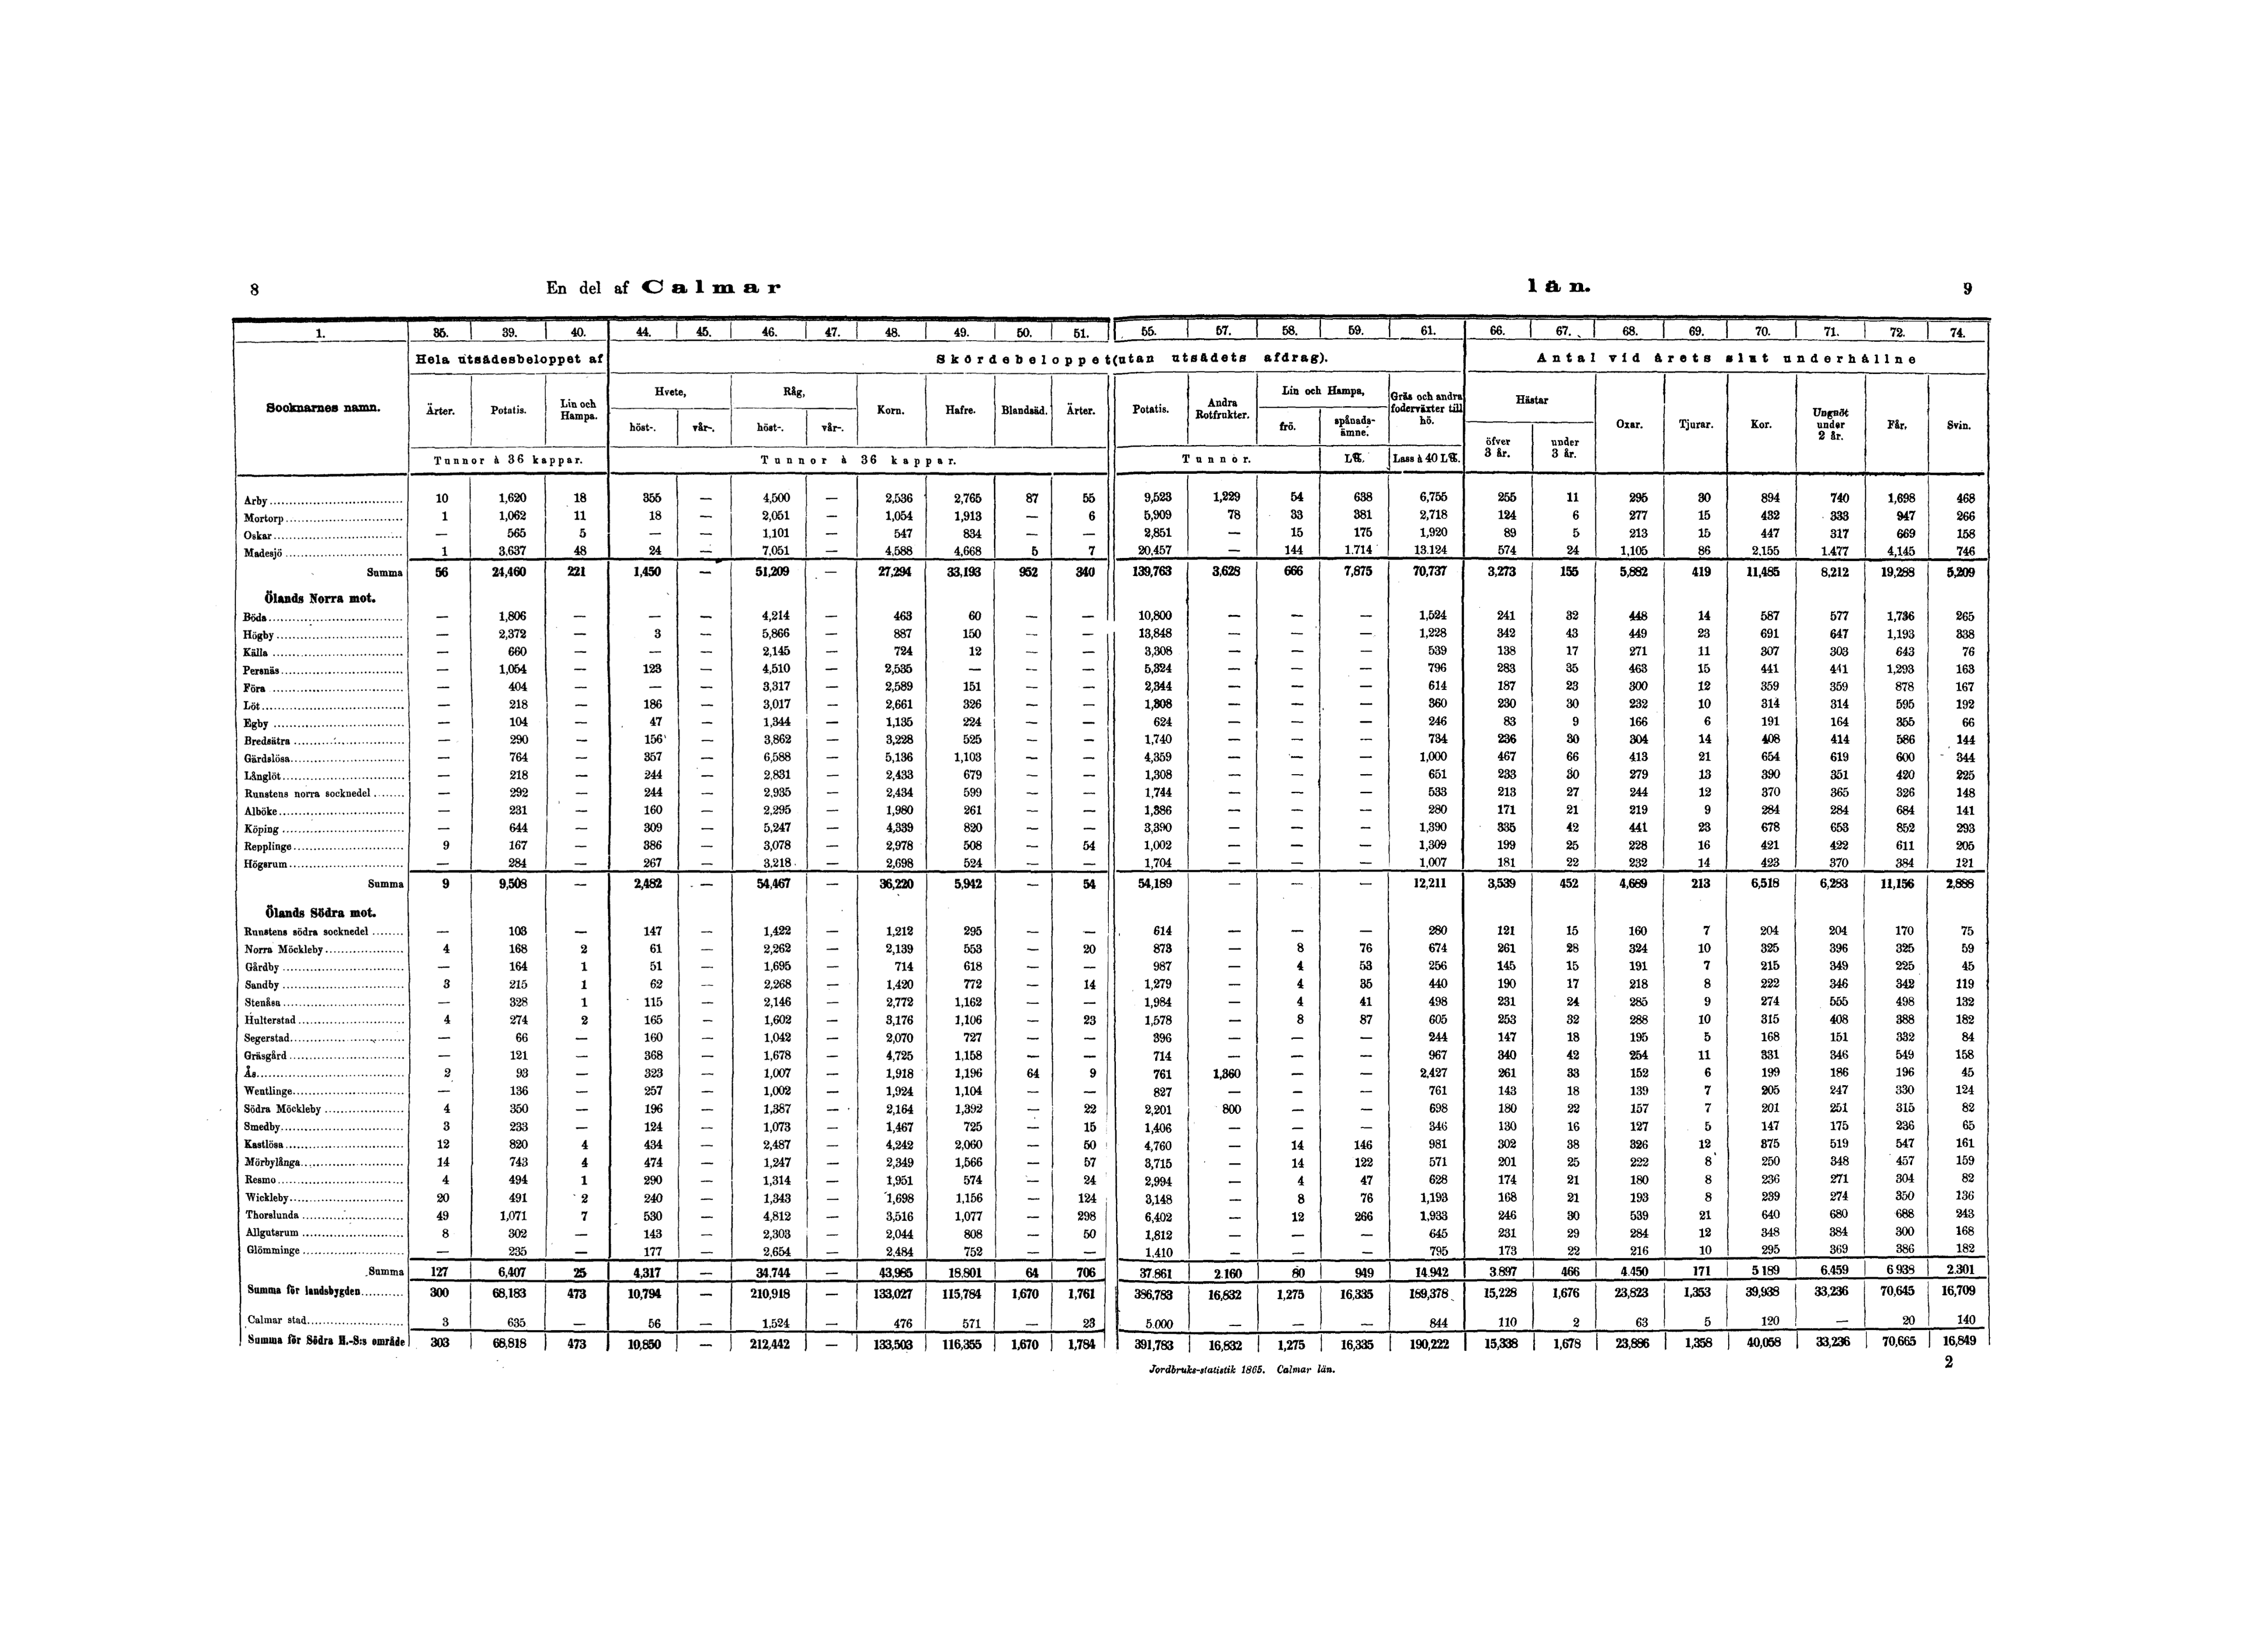 8 En del af Calmar län. 9
1. 35. 39. 40. 44. 45. 46. 47. 48. 49. 50. 51. 55. 57. 58. 59. 61. 66. 67. 68. 69. 70. 71. 72. 74.
Hela utsädesbeloppet af Skördebeloppet (utan utsädets afdrag). Antal vid årets slut underhållne
Socknarnes namn. Ärter. Potatis. Lin och Hampa. Hvete, höst-. vår-. Råg, höst-. vår-. Korn. Hafre. Blandsäd. Ärter. Potatis. Andra Rotfrukter. Lin och Hampa, frö. spånadsämne. Gräs och andra foderväxter till hö. Hästar öfver 3 år. under 3 år. Oxar. Tjurar. Kor. Ungnöt under 2 år. Får. Svin.
Tunnor à 36 kappar. Tunnor à 36 kappar. Tunnor. L℔. Lass à 40 L℔.
Arby 10 1,620 18 355 — 4,500 — 2,536 2,765 87 55 9,523 1,229 54 638 6,755 255 11 295 30 894 740 1,698 468
Mortorp 1 1,062 11 18 — 2,051 — 1,054 1,913 — 6 5,909 78 33 381 2,718 124 6 277 15 432 333 947 266
Oskar — 565 5 — — 1,101 — 547 834 — — 2,851 — 15 175 1,920 89 5 213 15 447 317 669 158
Madesjö 1 3,637 48 24 — 7,051 — 4,588 4,668 5 7 20,457 — 144 1.714 13.124 574 24 1,105 86 2,155 1.477 4,145 746
Summa 56 24,460 221 1,450 — 51,209 — 27,294 33,193 952 340 139,763 3,628 666 7,875 70,737 3,273 155 5,882 419 11,485 8,212 19,288 5,209
Ölands Norra mot.
Böda — 1,806 — — — 4,214 — 463 60 — — 10,800 — — — 1,524 241 32 448 14 587 577 1,736 265
Högby — 2,372 — 3 — 5,866 — 887 150 — — 13,848 — — — 1,228 342 43 449 23 691 647 1,193 338
Källa — 660 — — — 2,145 — 724 12 — — 3,308 — — — 539 138 17 271 11 307 303 643 76
Persnäs — 1,054 — 123 — 4,510 — 2,535 — — — 5,324 — — — 796 283 35 463 15 441 441 1,293 163
Föra — 404 — — — 3,317 — 2,589 151 — — 2,344 — — — 614 187 23 300 12 359 359 878 167
Löt — 218 — 186 — 3,017 — 2,661 326 — — 1,308 — — — 360 230 30 232 10 314 314 595 192
Egby — 104 — 47 — 1,344 — 1,135 224 — — 624 — — — 246 83 9 166 6 191 164 355 66
Bredsätra — 290 — 156 — 3,862 — 3,228 525 — — 1,740 — — — 734 236 30 304 14 408 414 586 144
Gärdslösa — 764 — 357 — 6,588 — 5,136 1,103 — — 4,359 — — — 1,000 467 66 413 21 654 619 600 344
Långlöt — 218 — 244 — 2,831 — 2,433 679 — — 1,308 — — — 651 233 30 279 13 390 351 420 225
Runstens norra socknedel — 292 — 244 — 2,935 — 2,434 599 — — 1,744 — — — 533 213 27 244 12 370 365 326 148
Alböke — 231 — 160 — 2,295 — 1,980 261 — — 1,386 — — — 280 171 21 219 9 284 284 684 141
Köping — 644 — 309 — 5,247 — 4,339 820 — — 3,390 — — — 1,390 335 42 441 23 678 653 852 293
Repplinge 9 167 — 386 — 3,078 — 2,978 508 — 54 1,002 — — — 1,309 199 25 228 16 421 422 611 205
Högsrum — 284 — 267 — 3,218 — 2,698 524 — — 1,704 — — — 1,007 181 22 232 14 423 370 384 121
Summa 9 9,508 — 2,482 — 54,467 — 36,220 5,942 — 54 54,189 — — — 12,211 3,539 452 4,689 213 6,518 6,283 11,156 2,888
Ölands Södra mot.
Runstens södra socknedel — 103 — 147 — 1,422 — 1,212 295 — — 614 — — — 280 121 15 160 7 204 204 170 75
Norra Möckleby 4 168 2 61 — 2,262 — 2,139 553 — 20 873 — 8 76 674 261 28 324 10 325 396 325 59
Gårdby — 164 1 51 — 1,695 — 714 618 — — 987 — 4 53 256 145 15 191 7 215 349 225 45
Sandby 3 215 1 62 — 2,268 — 1,420 772 — 14 1,279 — 4 35 440 190 17 218 8 222 346 342 119
Stenåsa — 328 1 115 — 2,146 — 2,772 1,162 — — 1,984 — 4 41 498 231 24 285 9 274 555 498 132
Hulterstad 4 274 2 165 — 1,602 — 3,176 1,106 — 23 1,578 — 8 87 605 253 32 288 10 315 408 388 182
Segerstad — 66 — 160 — 1,042 — 2,070 727 — — 396 — — — 244 147 18 195 5 168 151 332 84
Gräsgård — 121 — 368 — 1,678 — 4,725 1,158 — — 714 — — — 967 340 42 254 11 331 346 549 158
Ås 2 93 — 323 — 1,007 — 1,918 1,196 64 9 761 1,360 — — 2,427 261 33 152 6 199 186 196 45
Wentlinge — 136 — 257 — 1,002 — 1,924 1,104 — — 827 — — — 761 143 18 139 7 205 247 330 124
Södra Möckleby 4 350 — 196 — 1,387 — 2,164 1,392 — 22 2,201 800 — — 698 180 22 157 7 201 251 315 82
Smedby 3 233 — 124 — 1,073 — 1,467 725 — 15 1,406 — — — 346 130 16 127 5 147 175 236 65
Kastlösa 12 820 4 434 — 2,487 — 4,242 2,060 — 50 4,760 — 14 146 981 302 38 326 12 375 519 547 161
Mörbylånga 14 743 4 474 — 1,247 — 2,349 1,566 — 57 3,715 — 14 122 571 201 25 222 8 250 348 457 159
Resmo 4 494 1 290 — 1,314 — 1,951 574 — 24 2,994 — 4 47 628 174 21 180 8 236 271 304 82
Wickleby 20 491 2 240 — 1,343 — 1,698 1,156 — 124 3,148 — 8 76 1,193 168 21 193 8 239 274 350 136
Thorslunda 49 1,071 7 530 — 4,812 — 3,516 1,077 — 298 6,402 — 12 266 1,933 246 30 539 21 640 680 688 243
Allgutsrum 8 302 — 143 — 2,303 — 2,044 808 — 50 1,812 — — — 645 231 29 284 12 348 384 300 168
Glömminge — 235 — 177 — 2,654 — 2,484 752 — — 1,410 — — — 795 173 22 216 10 295 369 386 182
Summa 127 6,407 25 4,317 — 34,744 — 43,985 18.801 64 706 37.861 2.160 80 949 14.942 3.897 466 4.450 171 5 189 6.459 6 938 2.301
Summa för landsbygden 300 68,183 473 10,794 — 210,918 — 133,027 115,784 1,670 1,761 386,783 16,832 1,275 16,335 189,378 15,228 1,676 23,823 1,353 39,938 33,236 70,645 16,709
Calmar stad 3 635 — 56 — 1,524 — 476 571 — 23 5.000 — — — 844 110 2 63 5 120 — 20 140
Summa för Södra H.-S:s område 303 68,818 473 10,850 — 212,442 — 133,503 116,355 1,670 1,784 391,783 16,832 1,275 16,335 190,222 15,338 1,678 23,886 1,358 40,058 33,236 70,665 16,849
Jordbruks-statistik 1865. Calmar län. 2